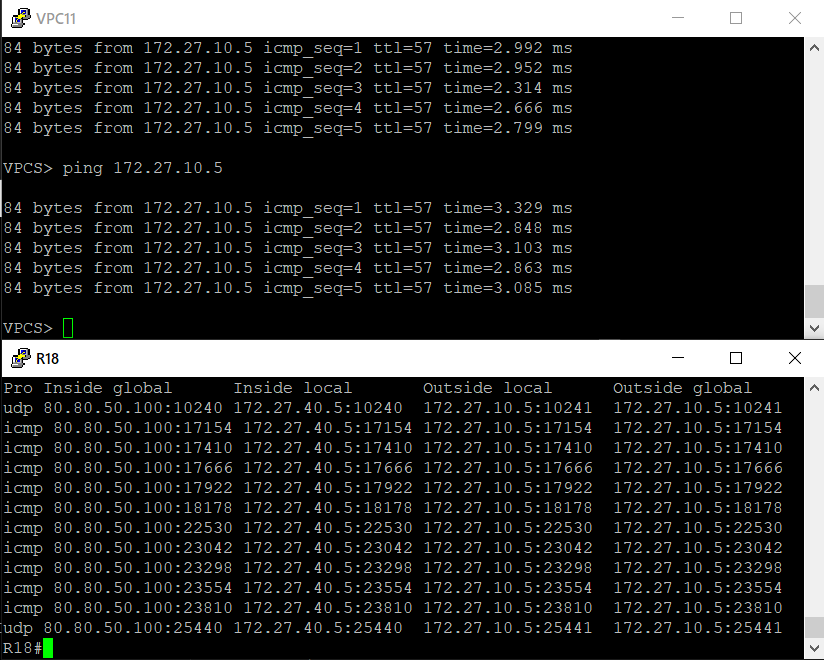 VPC11
84 bytes from 172.27.10.5 icmp_seq=1 ttl=57 time=2.992 ms
84 bytes from 172.27.10.5 icmp_seq=2 ttl=57 time=2.952 ms
84 bytes from 172.27.10.5 icmp_seq=3 ttl=57 time=2.314 ms
84 bytes from 172.27.10.5 icmp_seq=4 ttl=57 time=2.666 ms
84 bytes from 172.27.10.5 icmp_seq=5 ttl=57 time=2.799 ms
VPCS> ping 172.27.10.5
84 bytes from 172.27.10.5 icmp_seq=1 ttl=57 time=3.329 ms
84 bytes from 172.27.10.5 icmp_seq=2 ttl=57 time=2.848 ms
84 bytes from 172.27.10.5 icmp_seq=3 ttl=57 time=3.103 ms
84 bytes from 172.27.10.5 icmp_seq=4 ttl=57 time=2.863 ms
84 bytes from 172.27.10.5 icmp_seq=5 ttl=57 time=3.085 ms
VPCS>
R18
Pro Inside global      Inside local       Outside local      Outside global
udp 80.80.50.100:10240 172.27.40.5:10240  172.27.10.5:10241  172.27.10.5:10241
icmp 80.80.50.100:17154 172.27.40.5:17154 172.27.10.5:17154  172.27.10.5:17154
icmp 80.80.50.100:17410 172.27.40.5:17410 172.27.10.5:17410  172.27.10.5:17410
icmp 80.80.50.100:17666 172.27.40.5:17666 172.27.10.5:17666  172.27.10.5:17666
icmp 80.80.50.100:17922 172.27.40.5:17922 172.27.10.5:17922  172.27.10.5:17922
icmp 80.80.50.100:18178 172.27.40.5:18178 172.27.10.5:18178  172.27.10.5:18178
icmp 80.80.50.100:22530 172.27.40.5:22530 172.27.10.5:22530  172.27.10.5:22530
icmp 80.80.50.100:23042 172.27.40.5:23042 172.27.10.5:23042  172.27.10.5:23042
icmp 80.80.50.100:23298 172.27.40.5:23298 172.27.10.5:23298  172.27.10.5:23298
icmp 80.80.50.100:23554 172.27.40.5:23554 172.27.10.5:23554  172.27.10.5:23554
icmp 80.80.50.100:23810 172.27.40.5:23810 172.27.10.5:23810  172.27.10.5:23810
udp 80.80.50.100:25440 172.27.40.5:25440  172.27.10.5:25441  172.27.10.5:25441
R18#